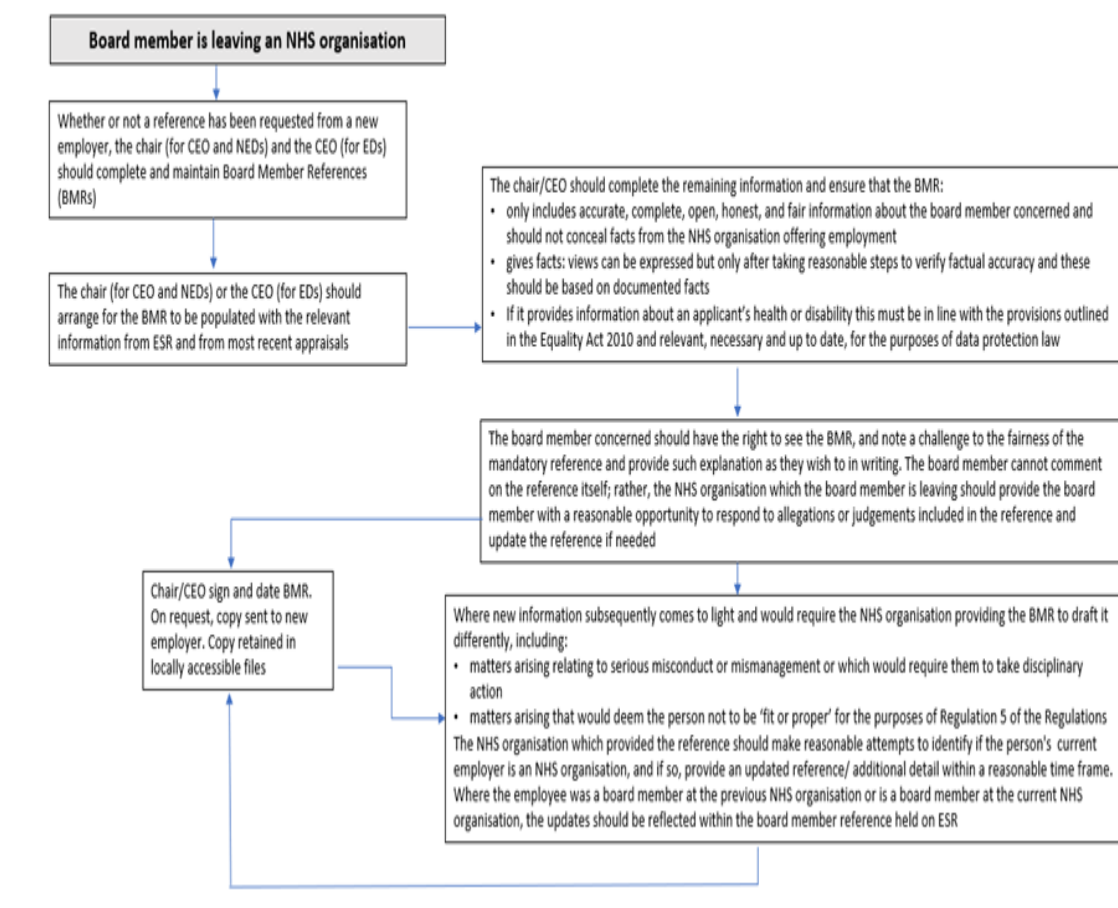 Board member is leaving an NHS organisation
Whether or not a reference has been requested from a new
employer, the chair (for CEO and NEDs) and the CEO (for EDs)
should complete and maintain Board Member References
(BMRs)
The chair (for CEO and NEDs) or the CEO (for EDs) should
arrange for the BMR to be populated with the relevant
information from ESR and from most recent appraisals
The chair/CEO should complete the remaining information and ensure that the BMR:
• only includes accurate, complete, open, honest, and fair information about the board member concerned and
should not conceal facts from the NHS organisation offering employment
• gives facts: views can be expressed but only after taking reasonable steps to verify factual accuracy and these
should be based on documented facts
• If it provides information about an applicant's health or disability this must be in line with the provisions outlined
in the Equality Act 2010 and relevant, necessary and up to date, for the purposes of data protection law
The board member concerned should have the right to see the BMR, and note a challenge to the fairness of the
mandatory reference and provide such explanation as they wish to in writing. The board member cannot comment
on the reference itself; rather, the NHS organisation which the board member is leaving should provide the board
member with a reasonable opportunity to respond to allegations or judgements included in the reference and
update the reference if needed
Chair/CEO sign and date BMR.
On request, copy sent to new
employer. Copy retained in
locally accessible files
Where new information subsequently comes to light and would require the NHS organisation providing the BMR to draft it
differently, including:
• matters arising relating to serious misconduct or mismanagement or which would require them to take disciplinary
action
• matters arising that would deem the person not to be 'fit or proper' for the purposes of Regulation 5 of the Regulations
The NHS organisation which provided the reference should make reasonable attempts to identify if the person's current
employer is an NHS organisation, and if so, provide an updated reference/ additional detail within a reasonable time frame.
Where the employee was a board member at the previous NHS organisation or is a board member at the current NHS
organisation, the updates should be reflected within the board member reference held on ESR